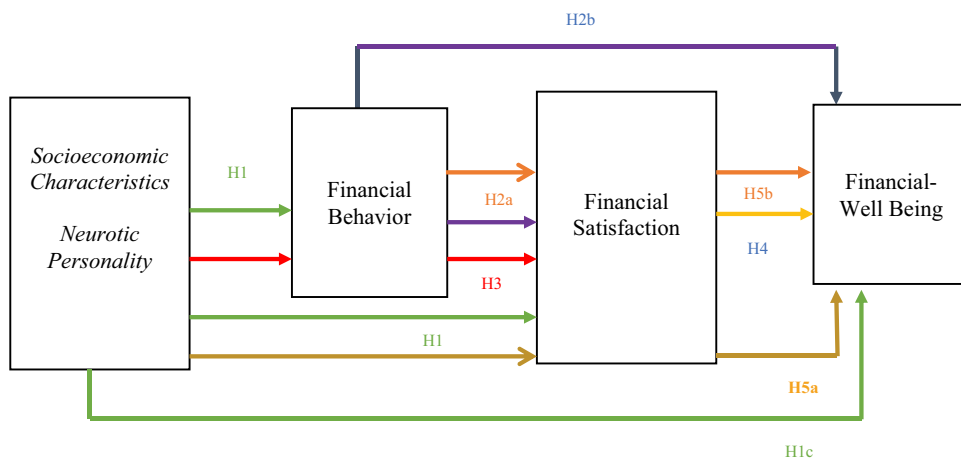 H2b
Socioeconomic
Characteristics
Neurotic
Personality
H1
Financial
Behavior
H2a
H3
H1
Financial
Satisfaction
H5b
H4
Financial-
Well Being
H5a
H1c